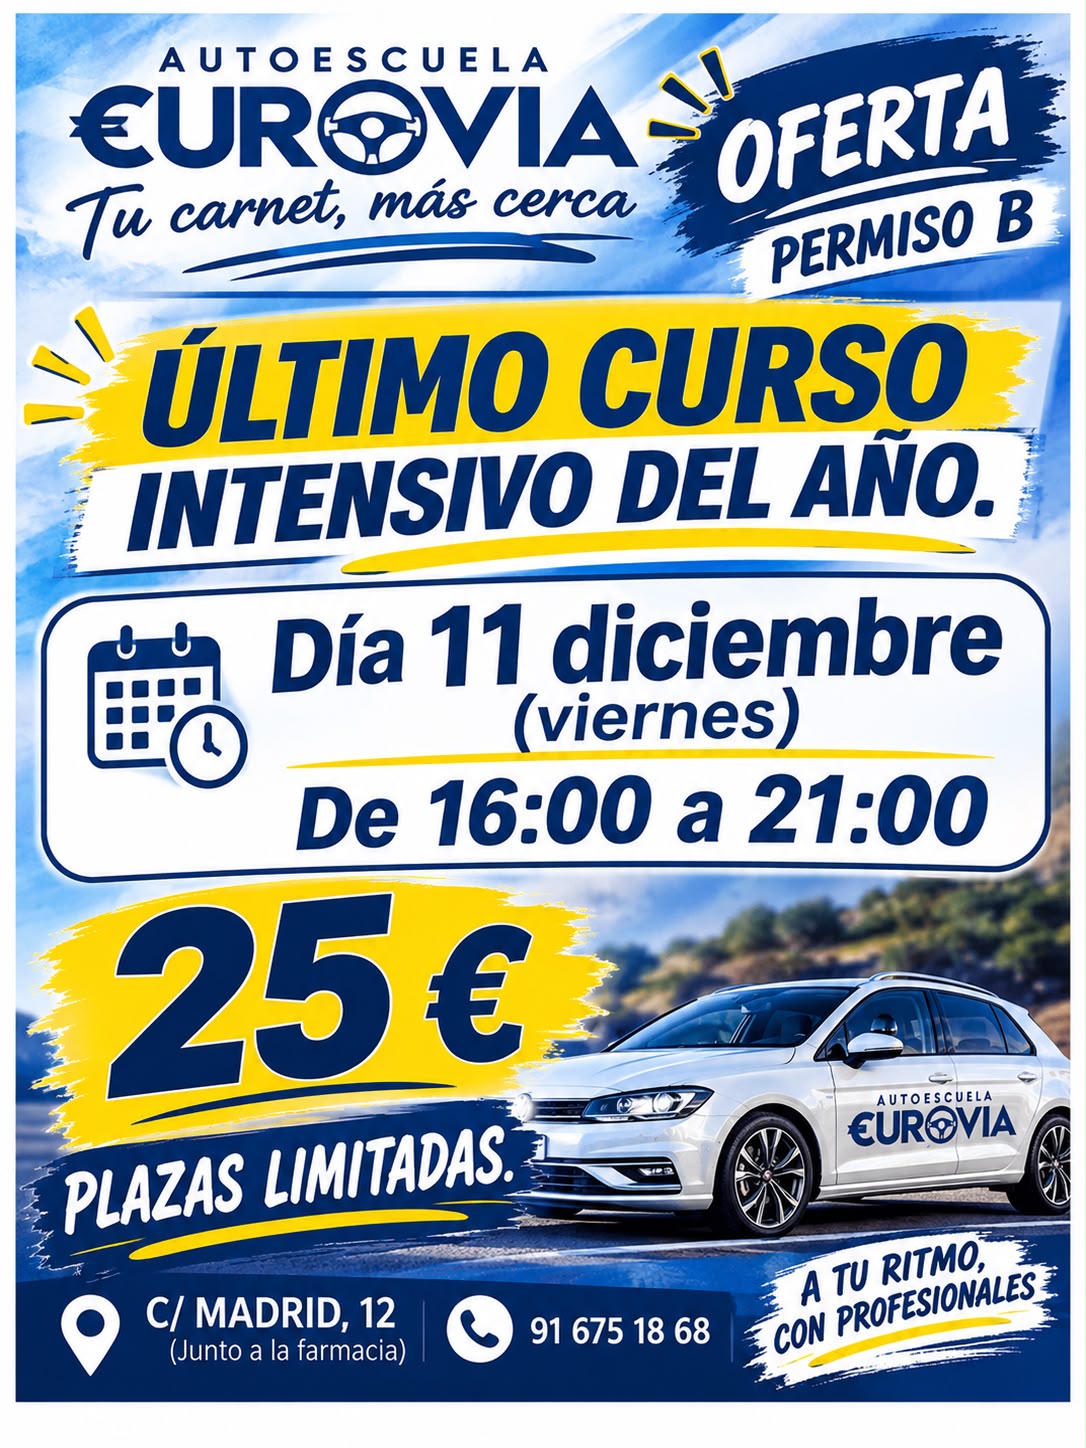 AUTOESCUELA
€UROVIA
Tu carnet, más cerca
OFERTA
PERMISO B
ÚLTIMO CURSO
INTENSIVO DEL AÑO.
Día 11 diciembre
(viernes)
De 16:00 a 21:00
25 €
PLAZAS LIMITADAS.
AUTOESCUELA
€UROVIA
C/ MADRID, 12
(Junto a la farmacia)
91 675 18 68
A TU RITMO,
CON PROFESIONALES